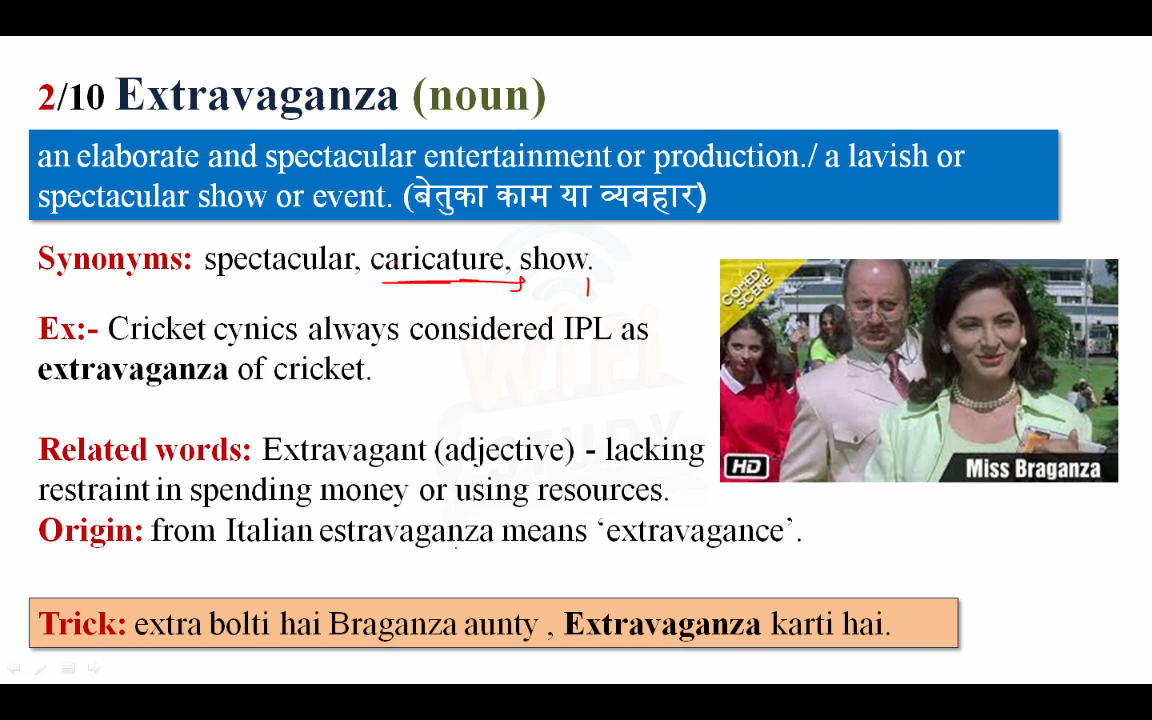 2/10 Extravaganza (noun)
an elaborate and spectacular entertainment or production./ a lavish or
spectacular show or event. (बेतुका काम या व्यवहार)
Synonyms: spectacular, caricature, show.
Ex:- Cricket cynics always considered IPL as
extravaganza of cricket.
Related words: Extravagant (adjective) - lacking
restraint in spending money or using resources.
Origin: from Italian estravaganza means ‘extravagance’.
Trick: extra bolti hai Braganza aunty , Extravaganza karti hai.
COMEDY
SCENE
HD
Miss Braganza
WiFi
STUDY